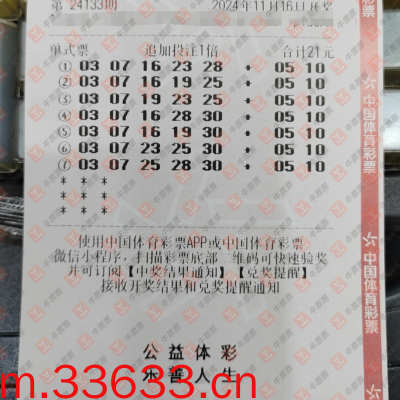 第 24133期 2024年11月16日开奖
单式票 追加投注1倍 合计21元
① 03 07 16 23 28 + 05 10
② 03 07 16 19 25 + 05 10
③ 03 07 19 23 25 + 05 10
④ 03 07 16 28 30 + 05 10
⑤ 03 07 16 19 30 + 05 10
⑥ 03 07 23 25 30 + 05 10
⑦ 03 07 25 28 30 + 05 10
* * *
* * *
* * *
使用中国体育彩票APP或中国体育彩票
微信小程序,扫描彩票底部二维码可快速验奖
并可订阅【中奖结果通知】【兑奖提醒】
接收开奖结果和兑奖提醒通知
公益体彩
乐善人生
中国体育彩票
中国体育彩票
m.33633.cn